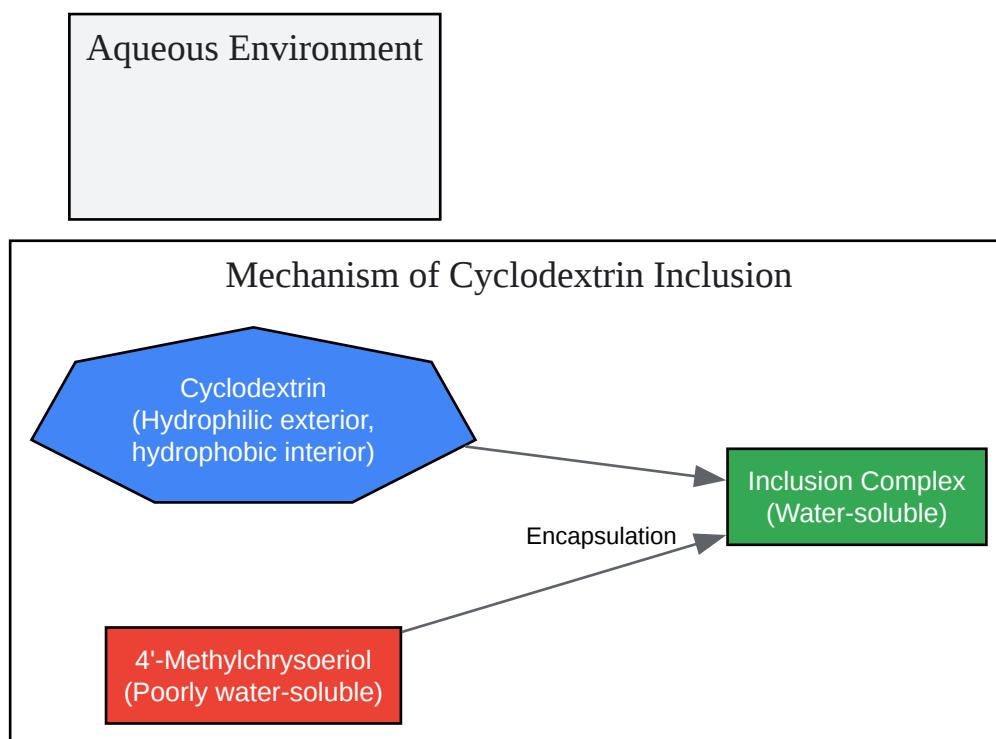 Aqueous Environment
Mechanism of Cyclodextrin Inclusion
Cyclodextrin
(Hydrophilic exterior,
hydrophobic interior)
Inclusion Complex
(Water-soluble)
Encapsulation
4'-Methylchrysoeriol
(Poorly water-soluble)